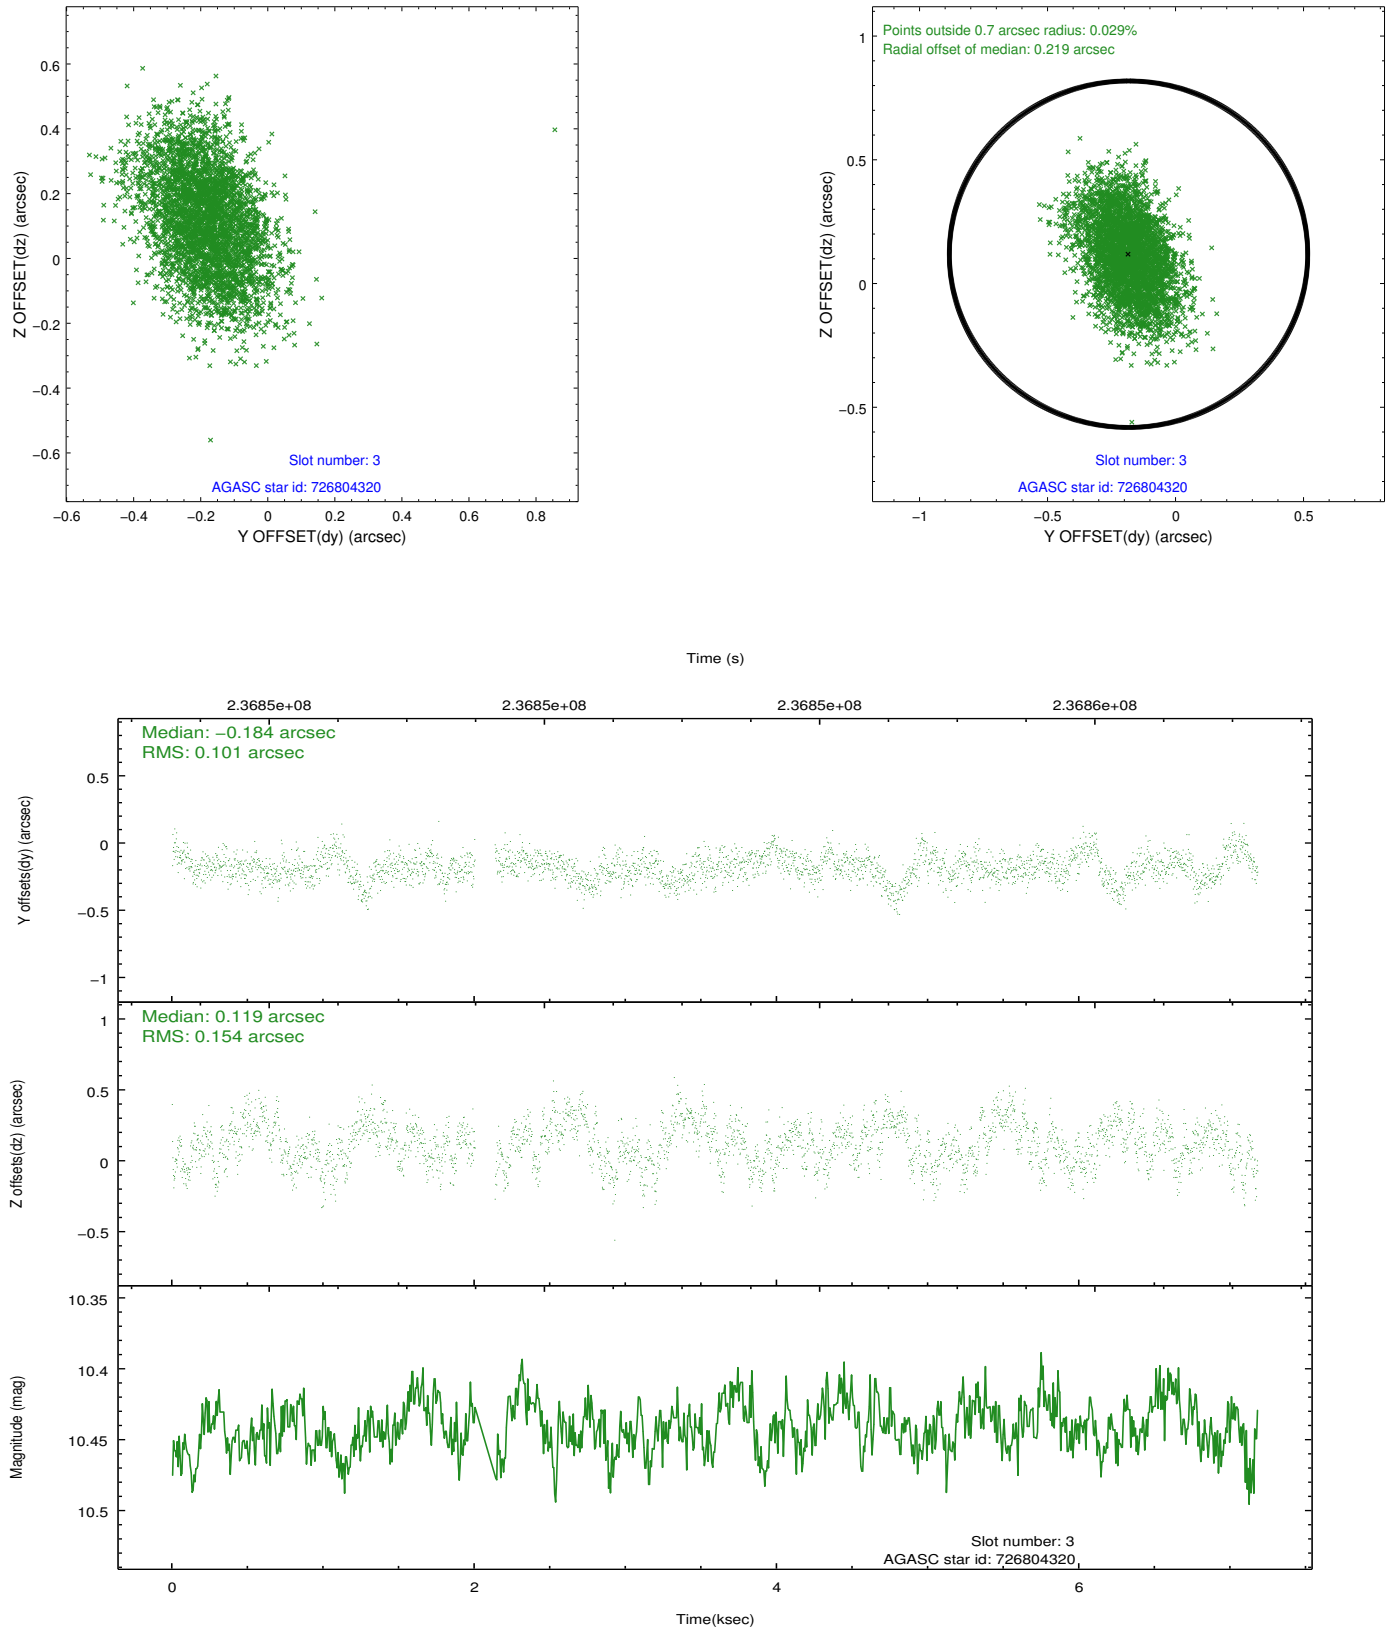 0.6
0.4
0.2
0
−0.2
−0.4
−0.6
Z OFFSET(dz) (arcsec)
Slot number: 3
AGASC star id: 726804320
−0.6 −0.4 −0.2 0 0.2 0.4 0.6 0.8
Y OFFSET(dy) (arcsec)
Points outside 0.7 arcsec radius: 0.029%
Radial offset of median: 0.219 arcsec
1
0.5
0
−0.5
Z OFFSET(dz) (arcsec)
Slot number: 3
AGASC star id: 726804320
−1 −0.5 0 0.5
Y OFFSET(dy) (arcsec)
Time (s)
2.3685e+08 2.3685e+08 2.3685e+08 2.3686e+08
Median: −0.184 arcsec
RMS: 0.101 arcsec
0.5
0
−0.5
−1
Y offsets(dy) (arcsec)
Median: 0.119 arcsec
RMS: 0.154 arcsec
1
0.5
0
−0.5
Z offsets(dz) (arcsec)
10.35
10.4
10.45
10.5
Magnitude (mag)
Slot number: 3
AGASC star id: 726804320
0 2 4 6
Time(ksec)